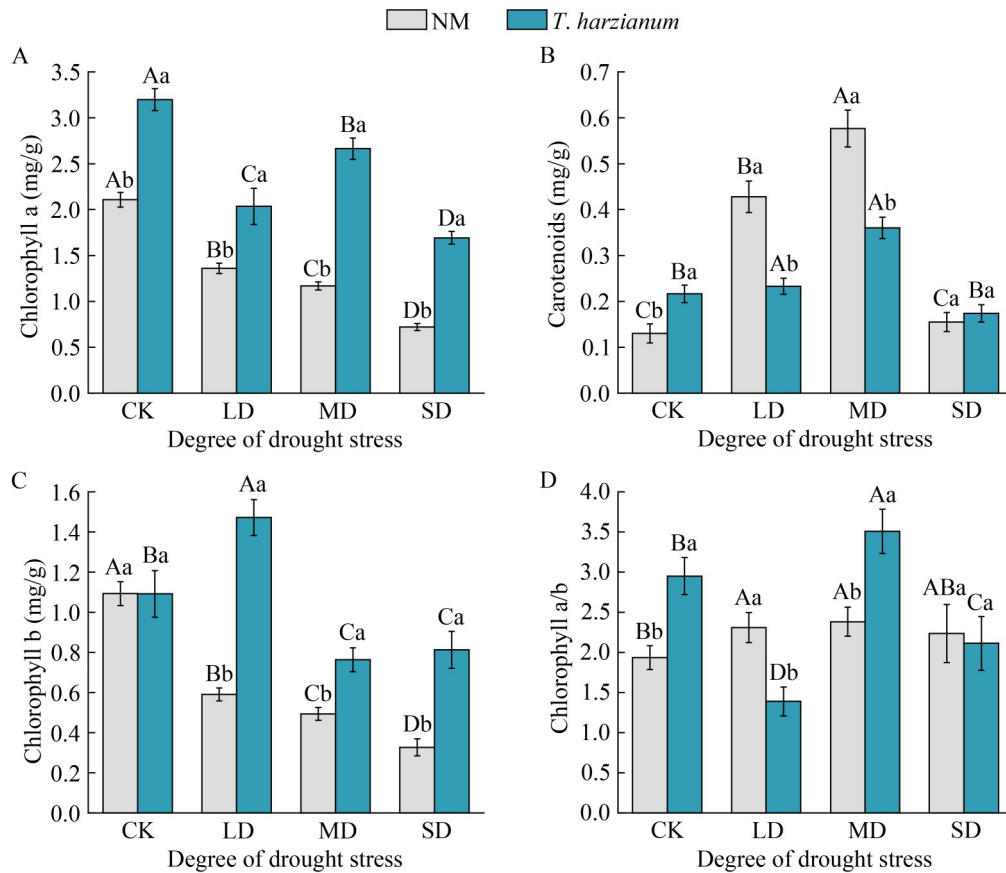 NM
T. harzianum
A
Chlorophyll a (mg/g)
3.5
3.0
2.5
2.0
1.5
1.0
0.5
0.0
Ab
Aa
Bb
Ca
Cb
Ba
Db
Da
CK LD MD SD
Degree of drought stress
B
Carotenoids (mg/g)
0.7
0.6
0.5
0.4
0.3
0.2
0.1
0.0
Cb
Ba
Ba
Ab
Aa
Ab
Ca
Ba
CK LD MD SD
Degree of drought stress
C
Chlorophyll b (mg/g)
1.6
1.4
1.2
1.0
0.8
0.6
0.4
0.2
0.0
Aa
Ba
Bb
Aa
Cb
Ca
Db
Ca
CK LD MD SD
Degree of drought stress
D
Chlorophyll a/b
4.0
3.5
3.0
2.5
2.0
1.5
1.0
0.5
0.0
Bb
Ba
Aa
Db
Ab
Aa
ABa
Ca
CK LD MD SD
Degree of drought stress